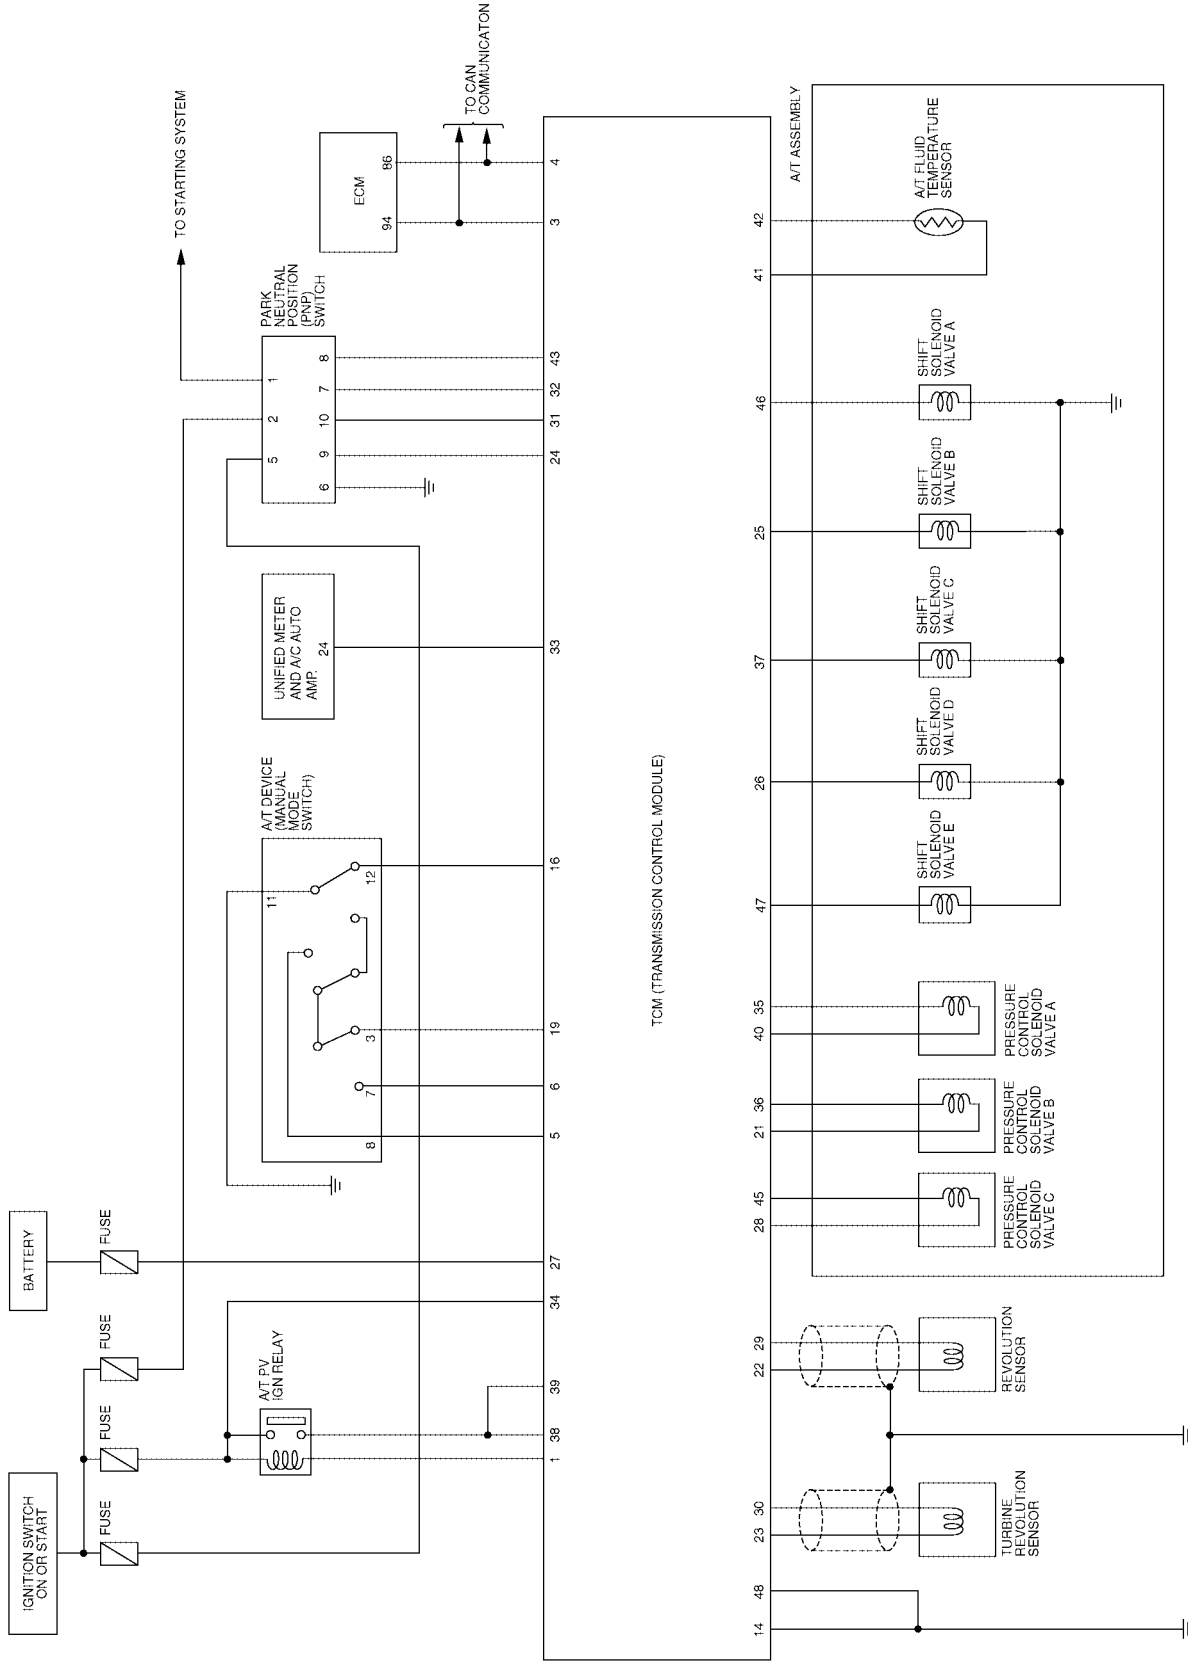 IGNITION SWITCH
ON OR START
BATTERY
FUSE
FUSE
FUSE
FUSE
A/T PV
IGN RELAY
A/T DEVICE
(MANUAL
MODE
SWITCH)
8
7
3
11
12
UNIFIED METER
AND A/C AUTO
AMP.
24
PARK
NEUTRAL
POSITION
(PNP)
SWITCH
5
2
1
6
9
10
7
8
TO STARTING SYSTEM
ECM
94
86
TO CAN
COMMUNICATON
1
38
39
34
27
5
6
19
16
33
24
31
32
43
3
4
TCM (TRANSMISSION CONTROL MODULE)
14
48
23
30
22
29
28
45
21
36
40
35
47
26
37
25
46
41
42
A/T ASSEMBLY
TURBINE
REVOLUTION
SENSOR
REVOLUTION
SENSOR
PRESSURE
CONTROL
SOLENOID
VALVE C
PRESSURE
CONTROL
SOLENOID
VALVE B
PRESSURE
CONTROL
SOLENOID
VALVE A
SHIFT
SOLENOID
VALVE E
SHIFT
SOLENOID
VALVE D
SHIFT
SOLENOID
VALVE C
SHIFT
SOLENOID
VALVE B
SHIFT
SOLENOID
VALVE A
A/T FLUID
TEMPERATURE
SENSOR